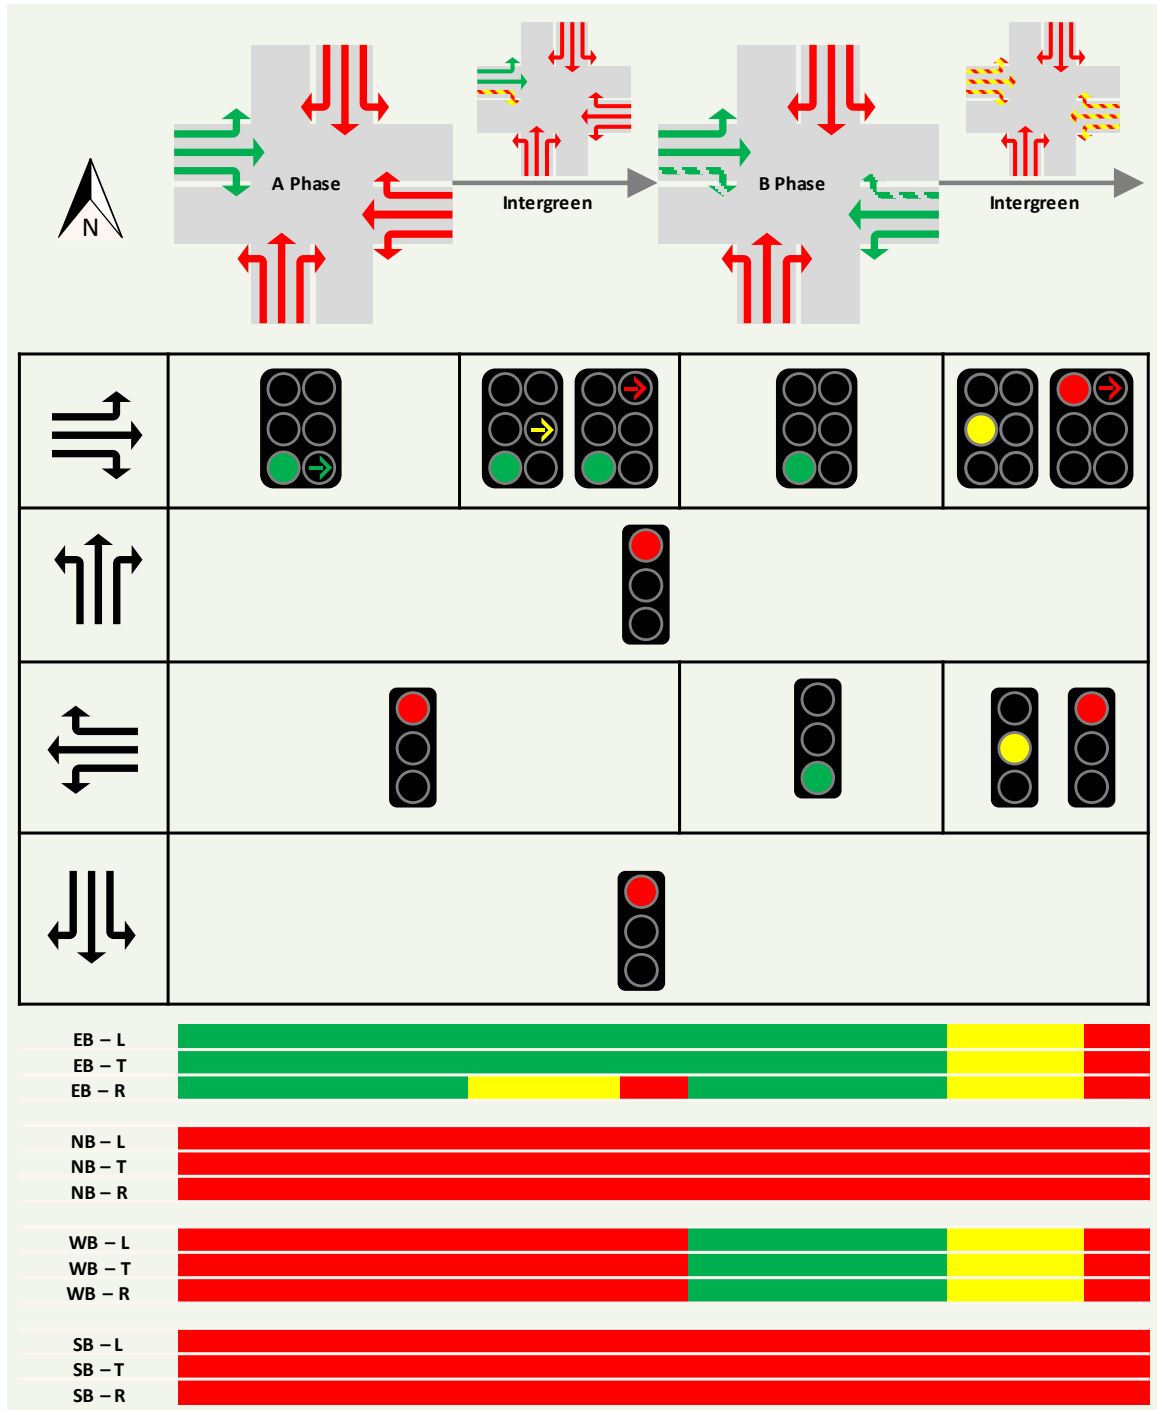 N
A Phase
Intergreen
B Phase
Intergreen
EB – L
EB – T
EB – R
NB – L
NB – T
NB – R
WB – L
WB – T
WB – R
SB – L
SB – T
SB – R